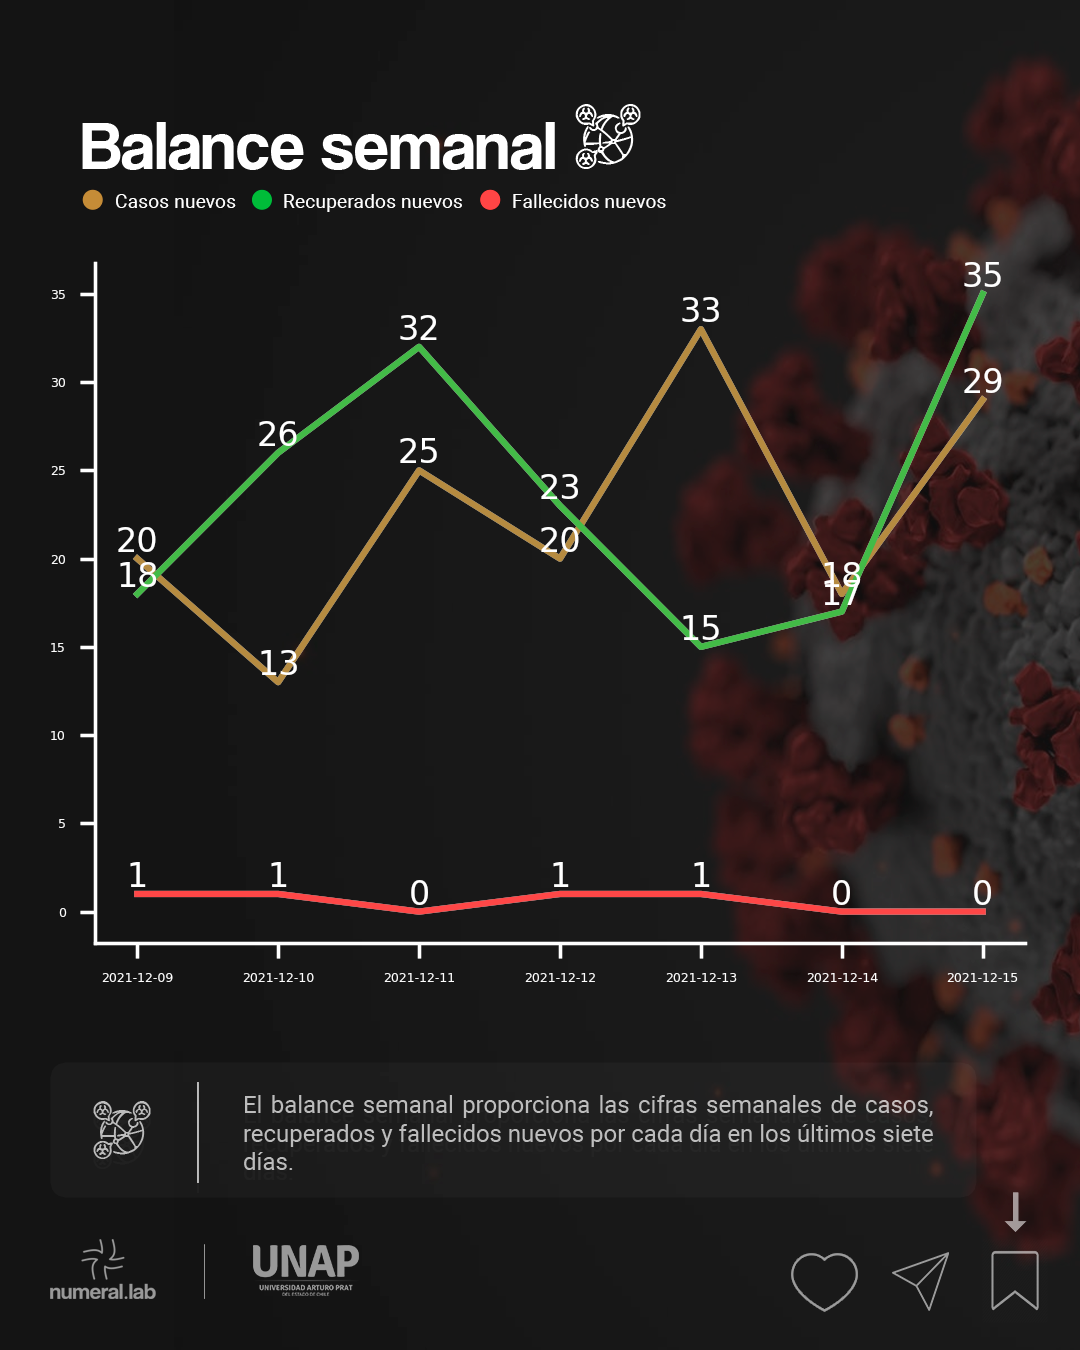 Balance semanal
Casos nuevos Recuperados nuevos Fallecidos nuevos
35
30
25
20
15
10
5
0
20
18
26
13
32
25
23
20
33
15
18
17
35
29
1
1
0
1
1
0
0
2021-12-09 2021-12-10 2021-12-11 2021-12-12 2021-12-13 2021-12-14 2021-12-15
El balance semanal proporciona las cifras semanales de casos,
recuperados y fallecidos nuevos por cada día en los últimos siete
días.
numeral.lab
UNAP
UNIVERSIDAD ARTURO PRAT
DEL ESTADO DE CHILE